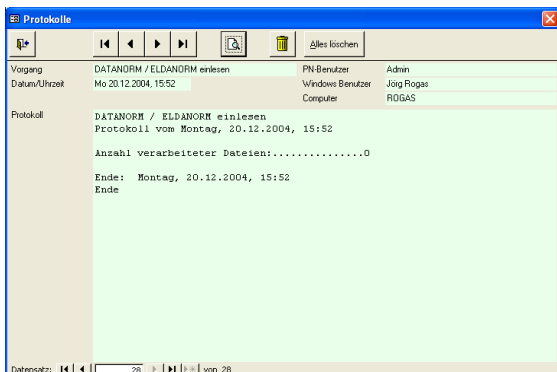 Protokolle
Alles löschen
Vorgang DATANORM / ELDANORM einlesen PN-Benutzer Admin
Datum/Uhrzeit Mo 20.12.2004, 15:52 Windows Benutzer Jörg Rogas
Computer ROGAS
Protokoll DATANORM / ELDANORM einlesen
Protokoll vom Montag, 20.12.2004, 15:52
Anzahl verarbeiteter Dateien:...............0
Ende: Montag, 20.12.2004, 15:52
Ende
Datensatz: 28 von 28